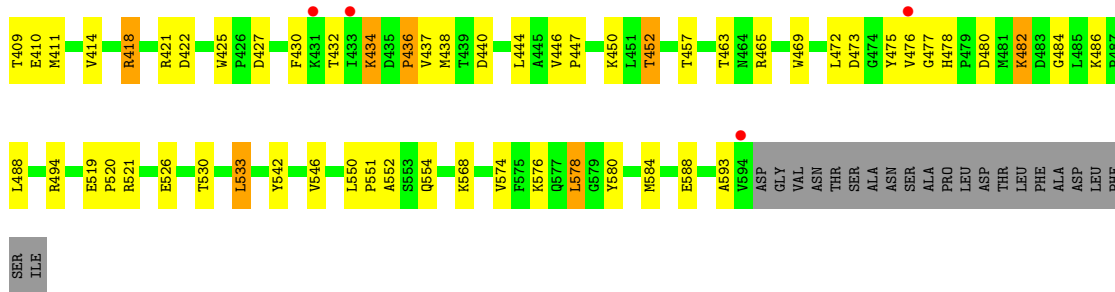 T409 E410 M411 V414 R418 R421 D422 W425 P426 D427 F430 K431 T432 I433 K434 D435 P436 V437 M438 T439 D440 L444 A445 V446 P447 K450 L451 T452 T457 T463 N464 R465 W469 L472 D473 G474 Y475 V476 G477 H478 P479 D480 M481 K482 D483 G484 L485 K486
L488 R494 E519 P520 R521 E526 T530 L533 Y542 V546 L550 P551 A552 S553 Q554 K568 V574 F575 K576 Q577 L578 G579 Y580 M584 E588 A593 V594 ASP GLY VAL ASN THR SER ALA ASN SER ALA PRO LEU ASP THR LEU PHE ALA ASP LEU PHE
SER ILE